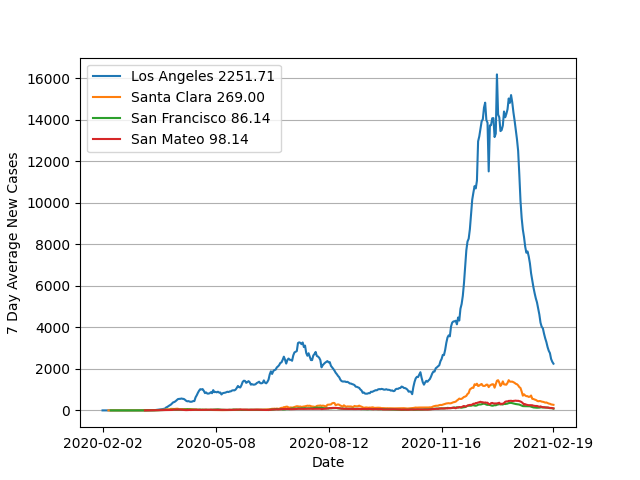 Los Angeles 2251.71
Santa Clara 269.00
San Francisco 86.14
San Mateo 98.14
7 Day Average New Cases
16000
14000
12000
10000
8000
6000
4000
2000
0
2020-02-02 2020-05-08 2020-08-12 2020-11-16 2021-02-19
Date